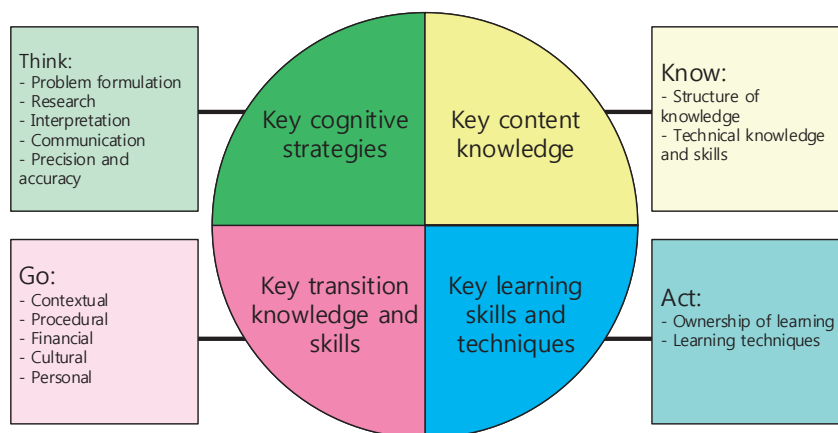 Think:
- Problem formulation
- Research
- Interpretation
- Communication
- Precision and
accuracy
Key cognitive
strategies
Key content
knowledge
Know:
- Structure of
knowledge
- Technical knowledge
and skills
Go:
- Contextual
- Procedural
- Financial
- Cultural
- Personal
Key transition
knowledge and
skills
Key learning
skills and
techniques
Act:
- Ownership of learning
- Learning techniques